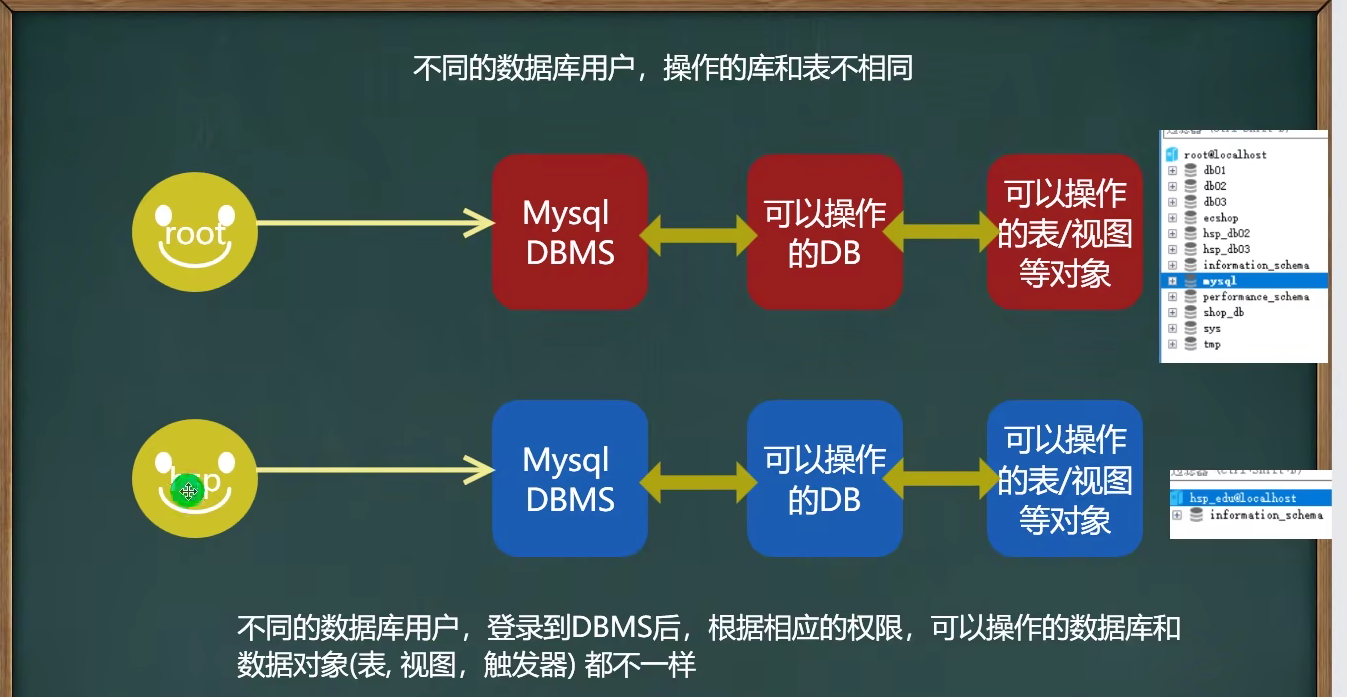 不同的数据库用户，操作的库和表不相同
root
Mysql
DBMS
可以操作
的DB
可以操作
的表/视图
等对象
root@localhost
db01
db02
db03
ecshop
hsp_db02
hsp_db03
information_schema
mysql
performance_schema
shop_db
sys
tmp
Mysql
DBMS
可以操作
的DB
可以操作
的表/视图
等对象
hsp_edu@localhost
information_schema
不同的数据库用户，登录到DBMS后，根据相应的权限，可以操作的数据库和
数据对象(表, 视图，触发器) 都不一样